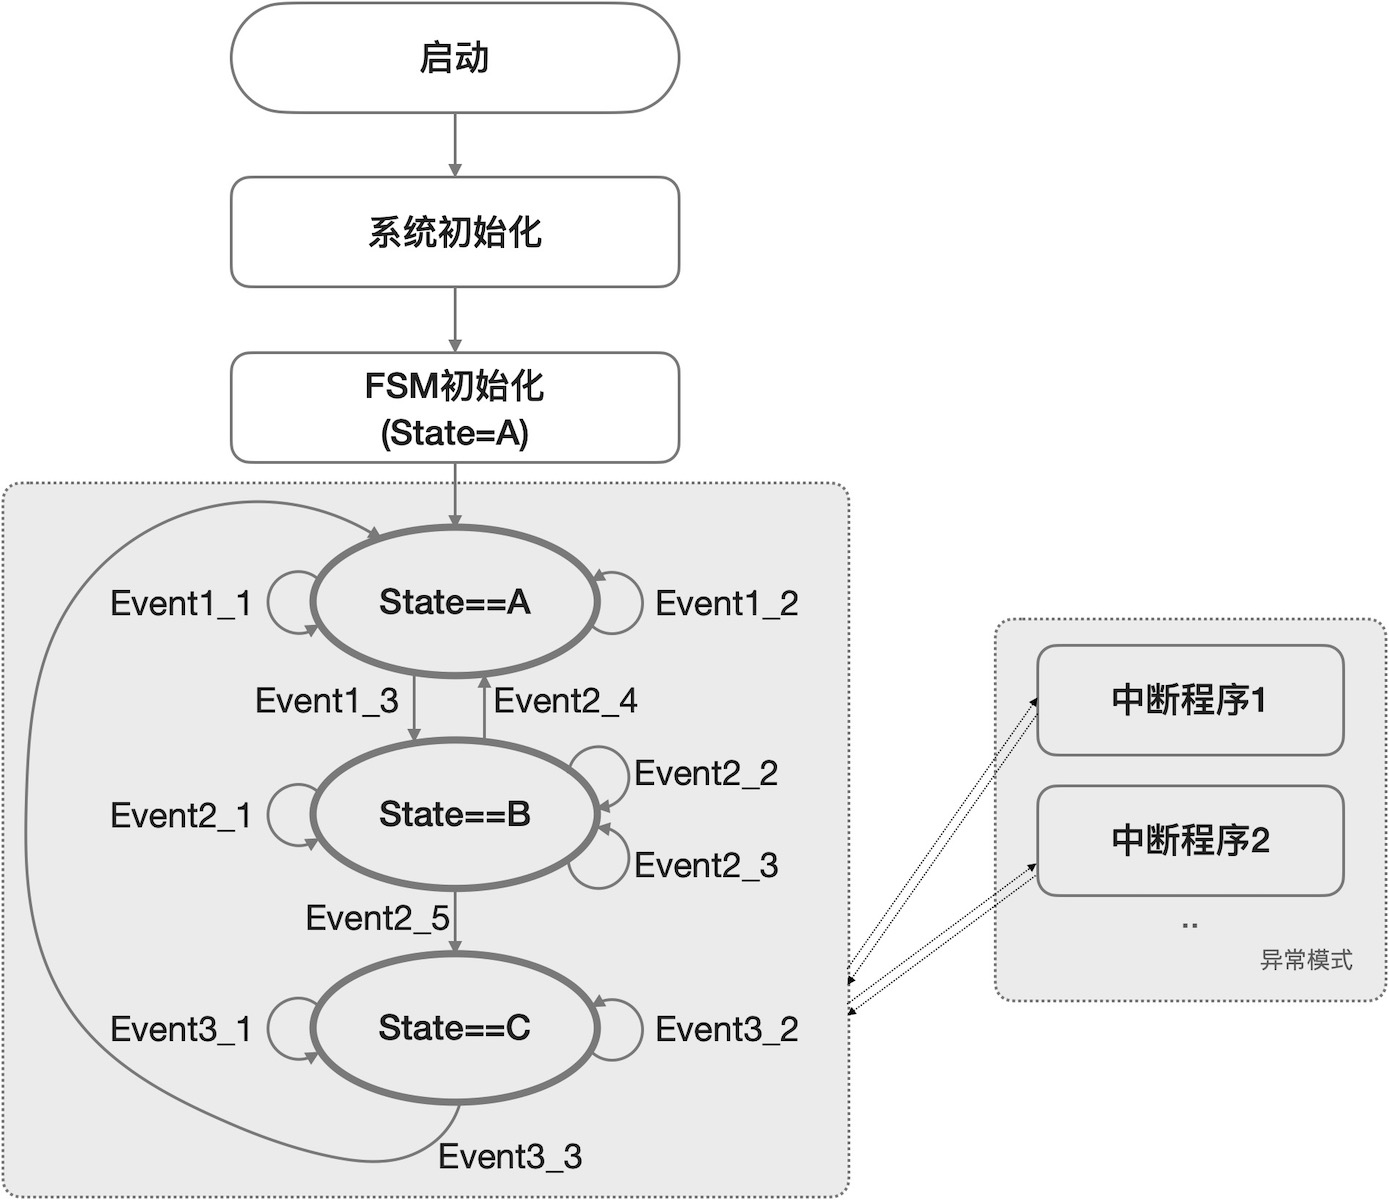 启动
系统初始化
FSM初始化
(State=A)
State==A
Event1_1
Event1_2
Event1_3
Event2_4
State==B
Event2_1
Event2_2
Event2_3
Event2_5
State==C
Event3_1
Event3_2
Event3_3
中断程序1
中断程序2
..
异常模式